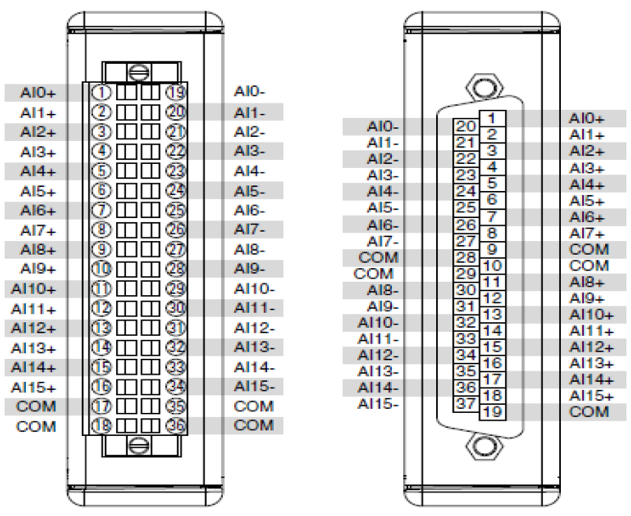 AI0+ 1 19 AI0-
AI1+ 2 20 AI1-
AI2+ 3 21 AI2-
AI3+ 4 22 AI3-
AI4+ 5 23 AI4-
AI5+ 6 24 AI5-
AI6+ 7 25 AI6-
AI7+ 8 26 AI7-
AI8+ 9 27 AI8-
AI9+ 10 28 AI9-
AI10+ 11 29 AI10-
AI11+ 12 30 AI11-
AI12+ 13 31 AI12-
AI13+ 14 32 AI13-
AI14+ 15 33 AI14-
AI15+ 16 34 AI15-
COM 17 35 COM
COM 18 36 COM
1 AI0+
AI0- 20
2 AI1+
AI1- 21
3 AI2+
AI2- 22
4 AI3+
AI3- 23
5 AI4+
AI4- 24
6 AI5+
AI5- 25
7 AI6+
AI6- 26
8 AI7+
AI7- 27
9 COM
COM 28
10 COM
COM 29
11 AI8+
AI8- 30
12 AI9+
AI9- 31
13 AI10+
AI10- 32
14 AI11+
AI11- 33
15 AI12+
AI12- 34
16 AI13+
AI13- 35
17 AI14+
AI14- 36
18 AI15+
AI15- 37
19 COM